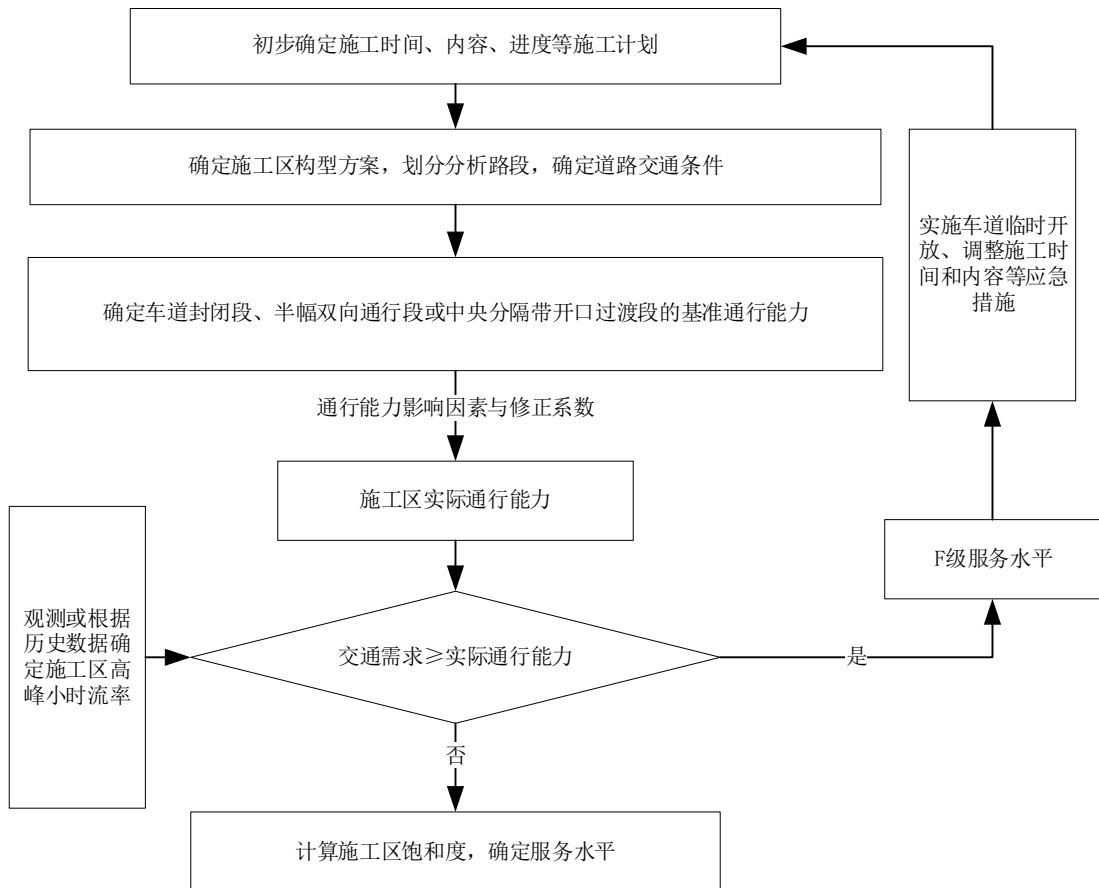 初步确定施工时间、内容、进度等施工计划
确定施工区构型方案，划分分析路段，确定道路交通条件
实施车道临时开
放、调整施工时
间和内容等应急
措施
确定车道封闭段、半幅双向通行段或中央分隔带开口过渡段的基准通行能力
通行能力影响因素与修正系数
施工区实际通行能力
F级服务水平
观测或根据
历史数据确
定施工区高
峰小时流率
交通需求≥实际通行能力
是
否
计算施工区饱和度，确定服务水平